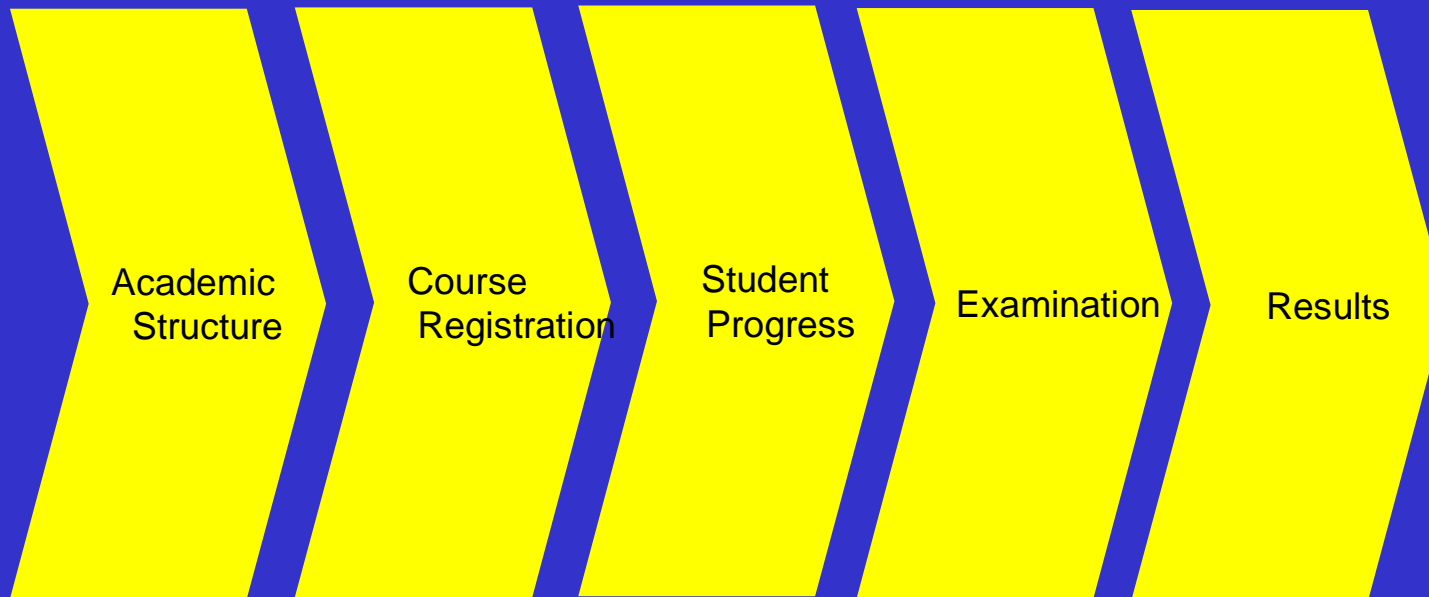 Academic
Structure
Course
Registration
Student
Progress
Examination
Results